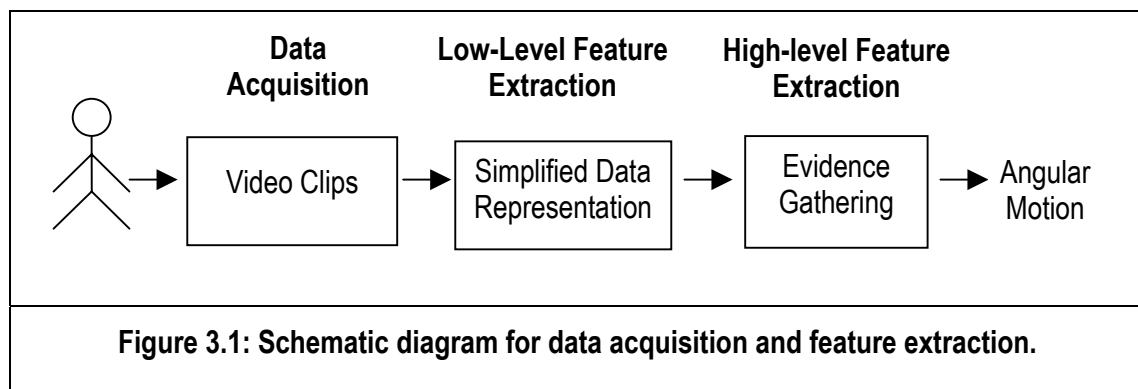 Data
Acquisition
Low-Level Feature
Extraction
High-level Feature
Extraction
Video Clips
Simplified Data
Representation
Evidence
Gathering
Angular
Motion
Figure 3.1: Schematic diagram for data acquisition and feature extraction.